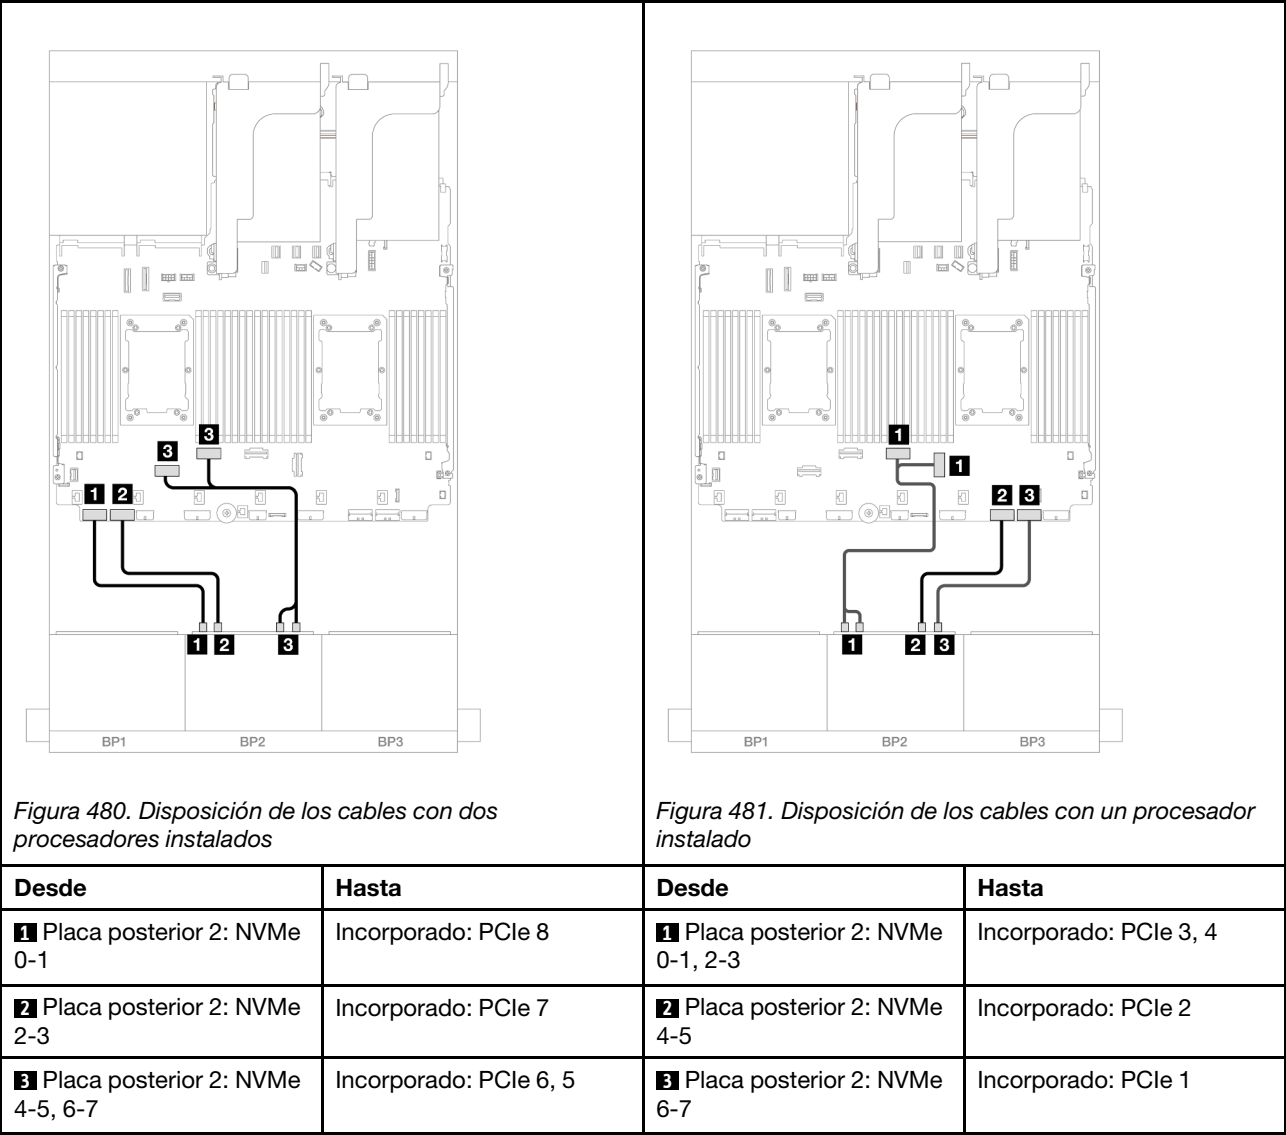 3
3
1
2
1
2
3
BP1
BP2
BP3
Figura 480. Disposición de los cables con dos
procesadores instalados
1
1
2
3
1
2
3
BP1
BP2
BP3
Figura 481. Disposición de los cables con un procesador
instalado
Desde
Hasta
Desde
Hasta
1 Placa posterior 2: NVMe
0-1
Incorporado: PCIe 8
1 Placa posterior 2: NVMe
0-1, 2-3
Incorporado: PCIe 3, 4
2 Placa posterior 2: NVMe
2-3
Incorporado: PCIe 7
2 Placa posterior 2: NVMe
4-5
Incorporado: PCIe 2
3 Placa posterior 2: NVMe
4-5, 6-7
Incorporado: PCIe 6, 5
3 Placa posterior 2: NVMe
6-7
Incorporado: PCIe 1